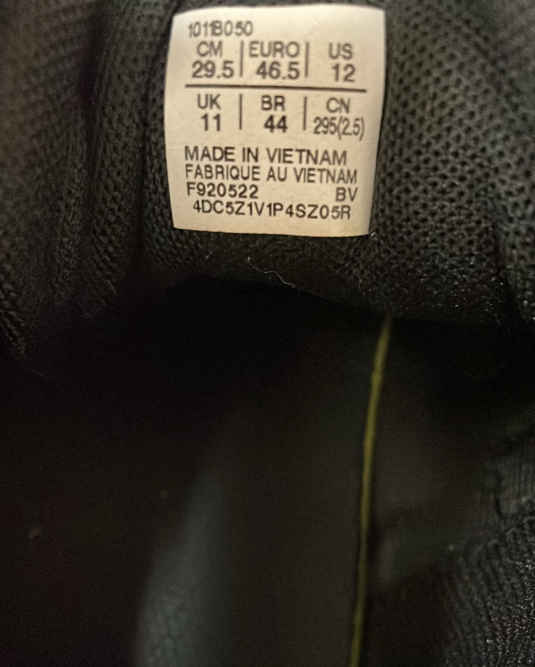 1011B050
CM EURO US
29.5 46.5 12
UK BR CN
11 44 295(2.5)
MADE IN VIETNAM
FABRIQUE AU VIETNAM
F920522 BV
4DC5Z1V1P4SZ05R